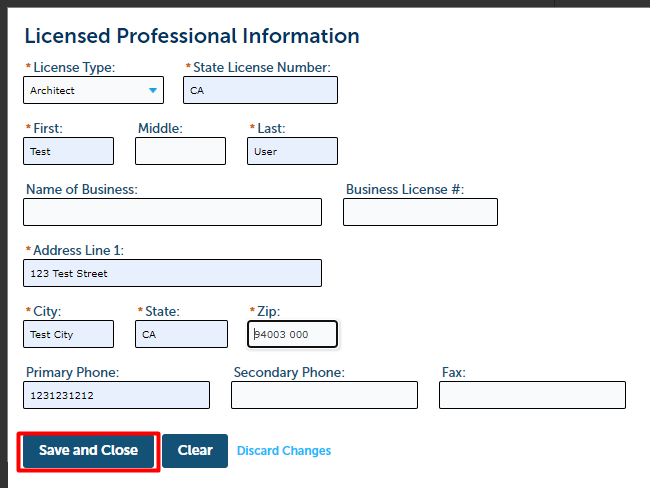 Licensed Professional Information
* License Type: * State License Number:
Architect CA
* First: Middle: * Last:
Test User
Name of Business: Business License #:
* Address Line 1:
123 Test Street
* City: * State: * Zip:
Test City CA 94003 000
Primary Phone: Secondary Phone: Fax:
1231231212
Save and Close Clear Discard Changes